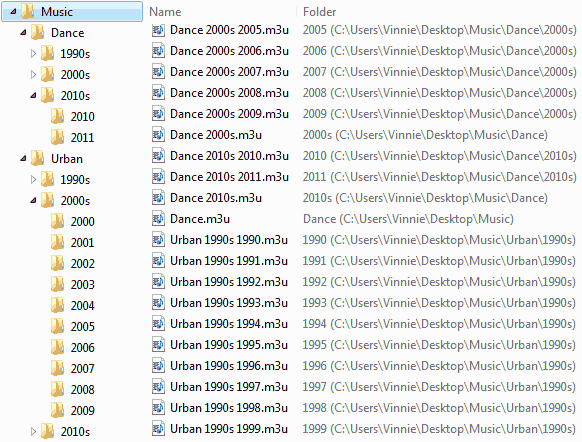 Music
Dance
1990s
2000s
2010s
2010
2011
Urban
1990s
2000s
2000
2001
2002
2003
2004
2005
2006
2007
2008
2009
2010s
Name Folder
Dance 2000s 2005.m3u 2005 (C:\Users\Vinnie\Desktop\Music\Dance\2000s)
Dance 2000s 2006.m3u 2006 (C:\Users\Vinnie\Desktop\Music\Dance\2000s)
Dance 2000s 2007.m3u 2007 (C:\Users\Vinnie\Desktop\Music\Dance\2000s)
Dance 2000s 2008.m3u 2008 (C:\Users\Vinnie\Desktop\Music\Dance\2000s)
Dance 2000s 2009.m3u 2009 (C:\Users\Vinnie\Desktop\Music\Dance\2000s)
Dance 2000s.m3u 2000s (C:\Users\Vinnie\Desktop\Music\Dance)
Dance 2010s 2010.m3u 2010 (C:\Users\Vinnie\Desktop\Music\Dance\2010s)
Dance 2010s 2011.m3u 2011 (C:\Users\Vinnie\Desktop\Music\Dance\2010s)
Dance 2010s.m3u 2010s (C:\Users\Vinnie\Desktop\Music\Dance)
Dance.m3u Dance (C:\Users\Vinnie\Desktop\Music)
Urban 1990s 1990.m3u 1990 (C:\Users\Vinnie\Desktop\Music\Urban\1990s)
Urban 1990s 1991.m3u 1991 (C:\Users\Vinnie\Desktop\Music\Urban\1990s)
Urban 1990s 1992.m3u 1992 (C:\Users\Vinnie\Desktop\Music\Urban\1990s)
Urban 1990s 1993.m3u 1993 (C:\Users\Vinnie\Desktop\Music\Urban\1990s)
Urban 1990s 1994.m3u 1994 (C:\Users\Vinnie\Desktop\Music\Urban\1990s)
Urban 1990s 1995.m3u 1995 (C:\Users\Vinnie\Desktop\Music\Urban\1990s)
Urban 1990s 1996.m3u 1996 (C:\Users\Vinnie\Desktop\Music\Urban\1990s)
Urban 1990s 1997.m3u 1997 (C:\Users\Vinnie\Desktop\Music\Urban\1990s)
Urban 1990s 1998.m3u 1998 (C:\Users\Vinnie\Desktop\Music\Urban\1990s)
Urban 1990s 1999.m3u 1999 (C:\Users\Vinnie\Desktop\Music\Urban\1990s)